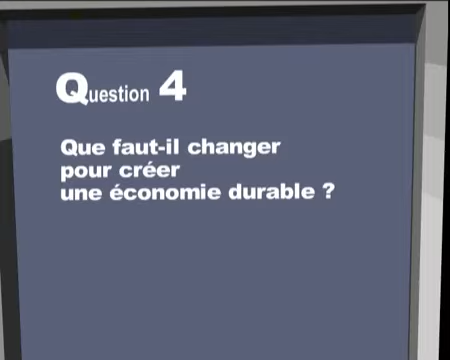 Question 4
Que faut-il changer
pour créer
une économie durable ?